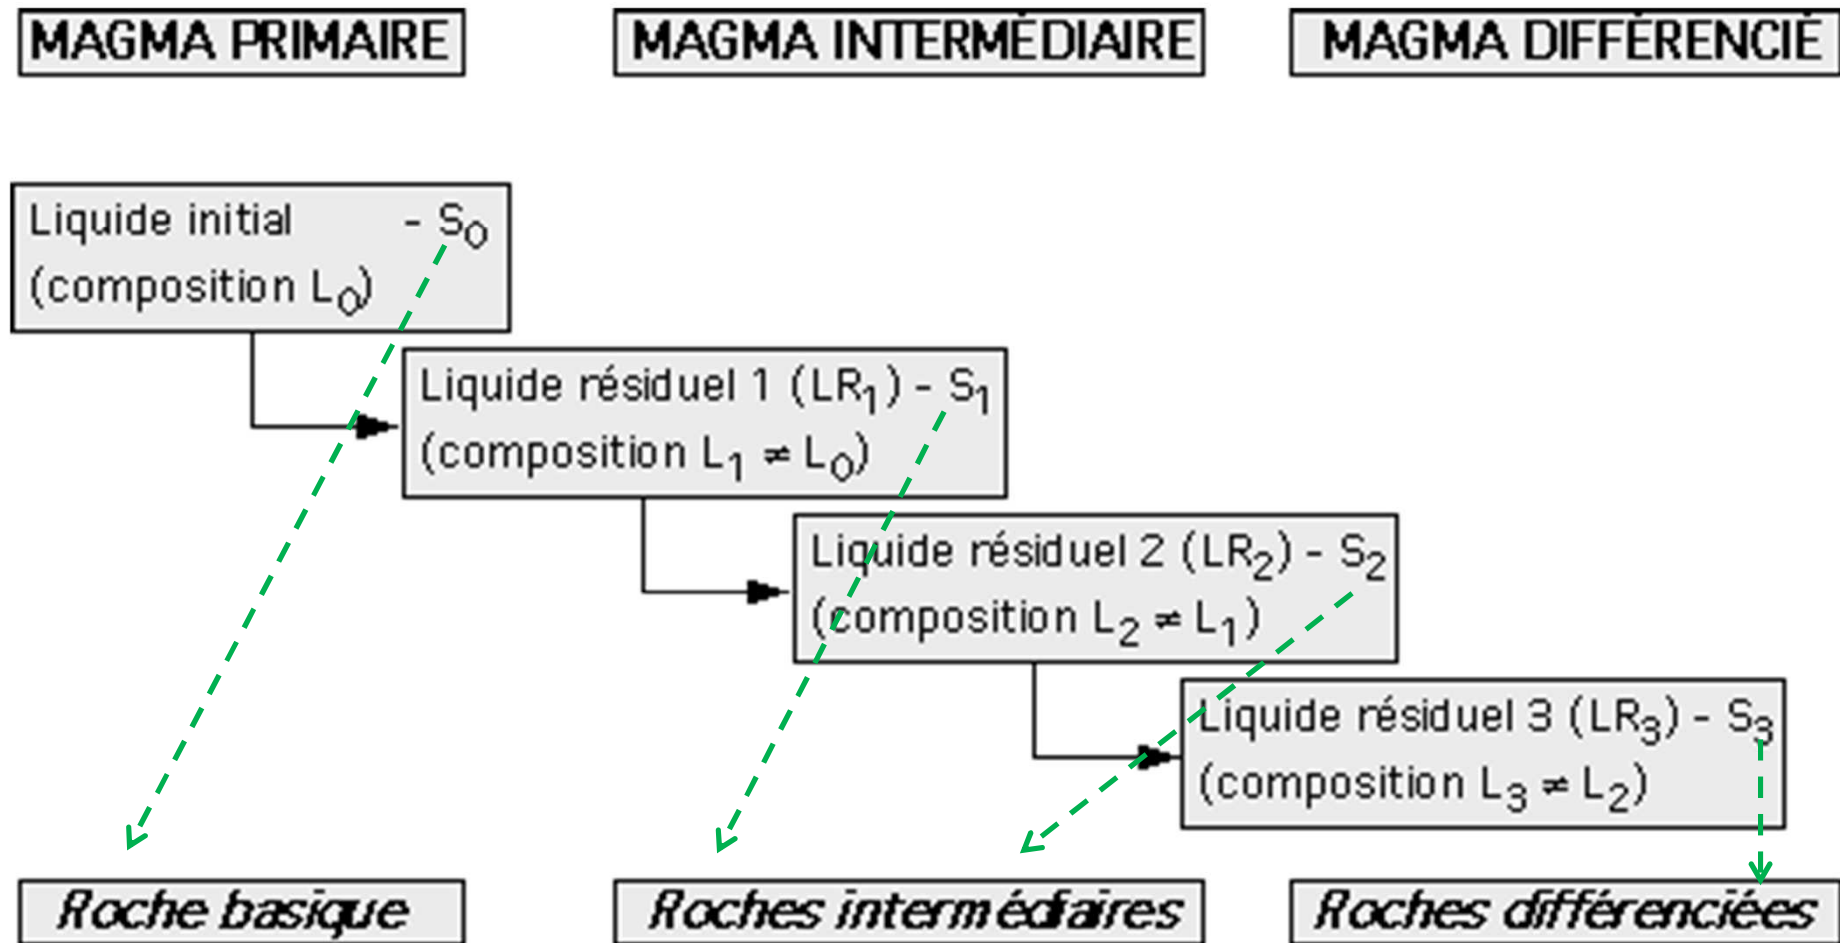 MAGMA PRIMAIRE
MAGMA INTERMÉDIAIRE
MAGMA DIFFÉRENCIÉ
Liquide initial - S₀
(composition L₀)
Liquide résiduel 1 (LR₁) - S₁
(composition L₁ ≠ L₀)
Liquide résiduel 2 (LR₂) - S₂
(composition L₂ ≠ L₁)
Liquide résiduel 3 (LR₃) - S₃
(composition L₃ ≠ L₂)
Roche basique
Roches intermédiaires
Roches différenciées